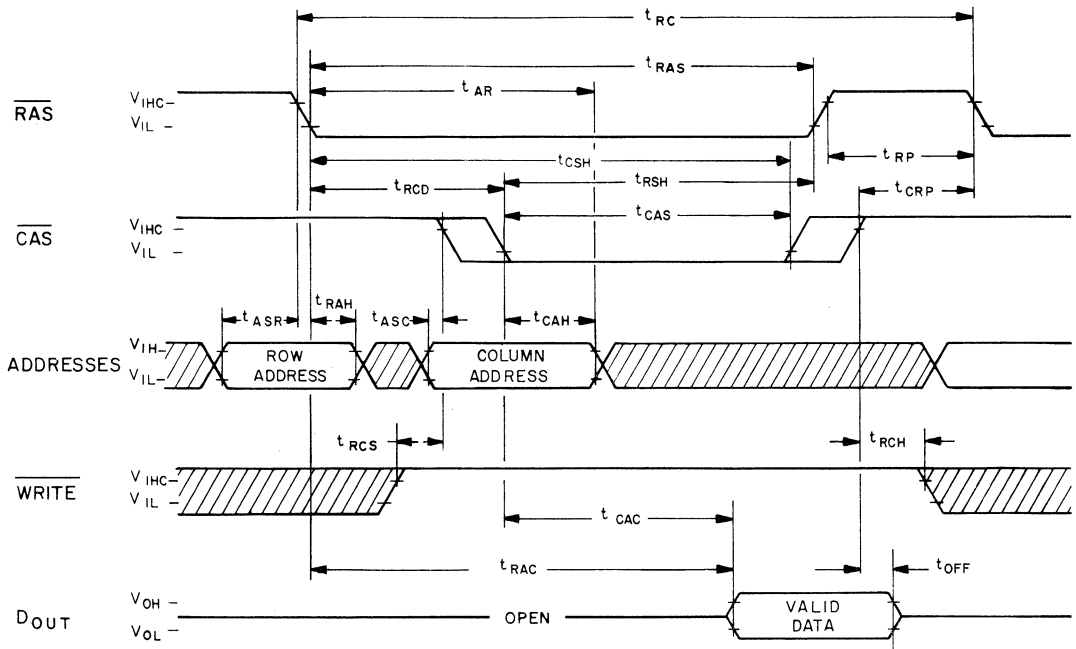 tRC
tRAS
tAR
RAS
VIHC
VIL
tCSH
tRP
tRCD
tRSH
tCRP
tCAS
CAS
VIHC
VIL
tASR
tRAH
tASC
tCAH
ADDRESSES
VIH
VIL
ROW
ADDRESS
COLUMN
ADDRESS
tRCS
tRCH
WRITE
VIHC
VIL
tCAC
tRAC
tOFF
DOUT
VOH
VOL
OPEN
VALID
DATA